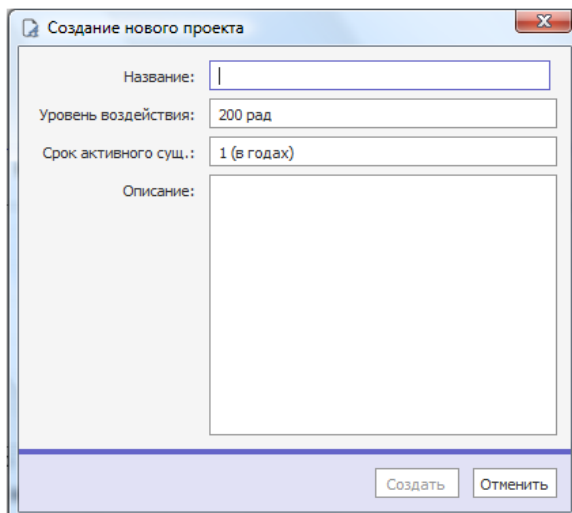 Создание нового проекта
Название:
Уровень воздействия: 200 рад
Срок активного сущ.: 1 (в годах)
Описание:
Создать Отменить